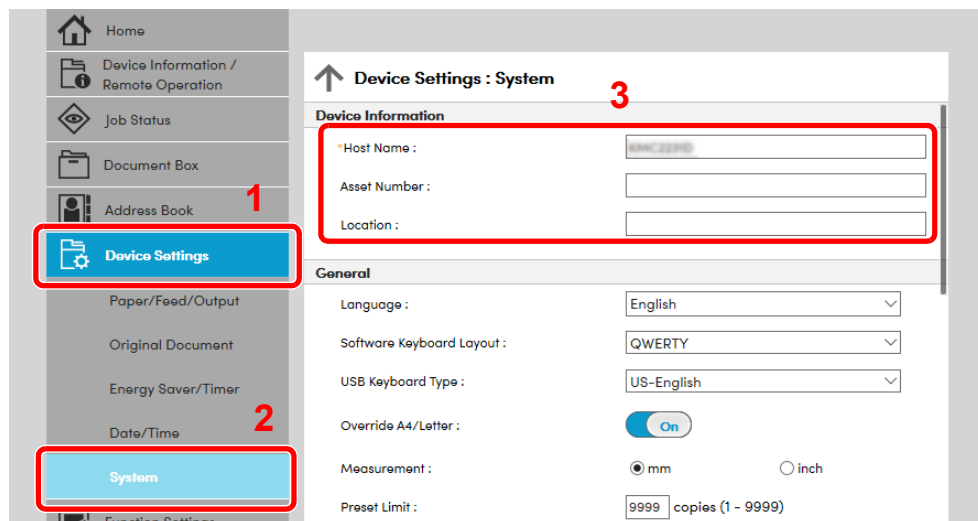 Home
Device Information /
Remote Operation
Job Status
Document Box
Address Book
1
Device Settings
Paper/Feed/Output
Original Document
Energy Saver/Timer
Date/Time
2
System
Function Settings
Device Settings : System
3
Device Information
*Host Name :
Asset Number :
Location :
General
Language : English
Software Keyboard Layout : QWERTY
USB Keyboard Type : US-English
Override A4/Letter : On
Measurement : mm inch
Preset Limit : 9999 copies (1 - 9999)